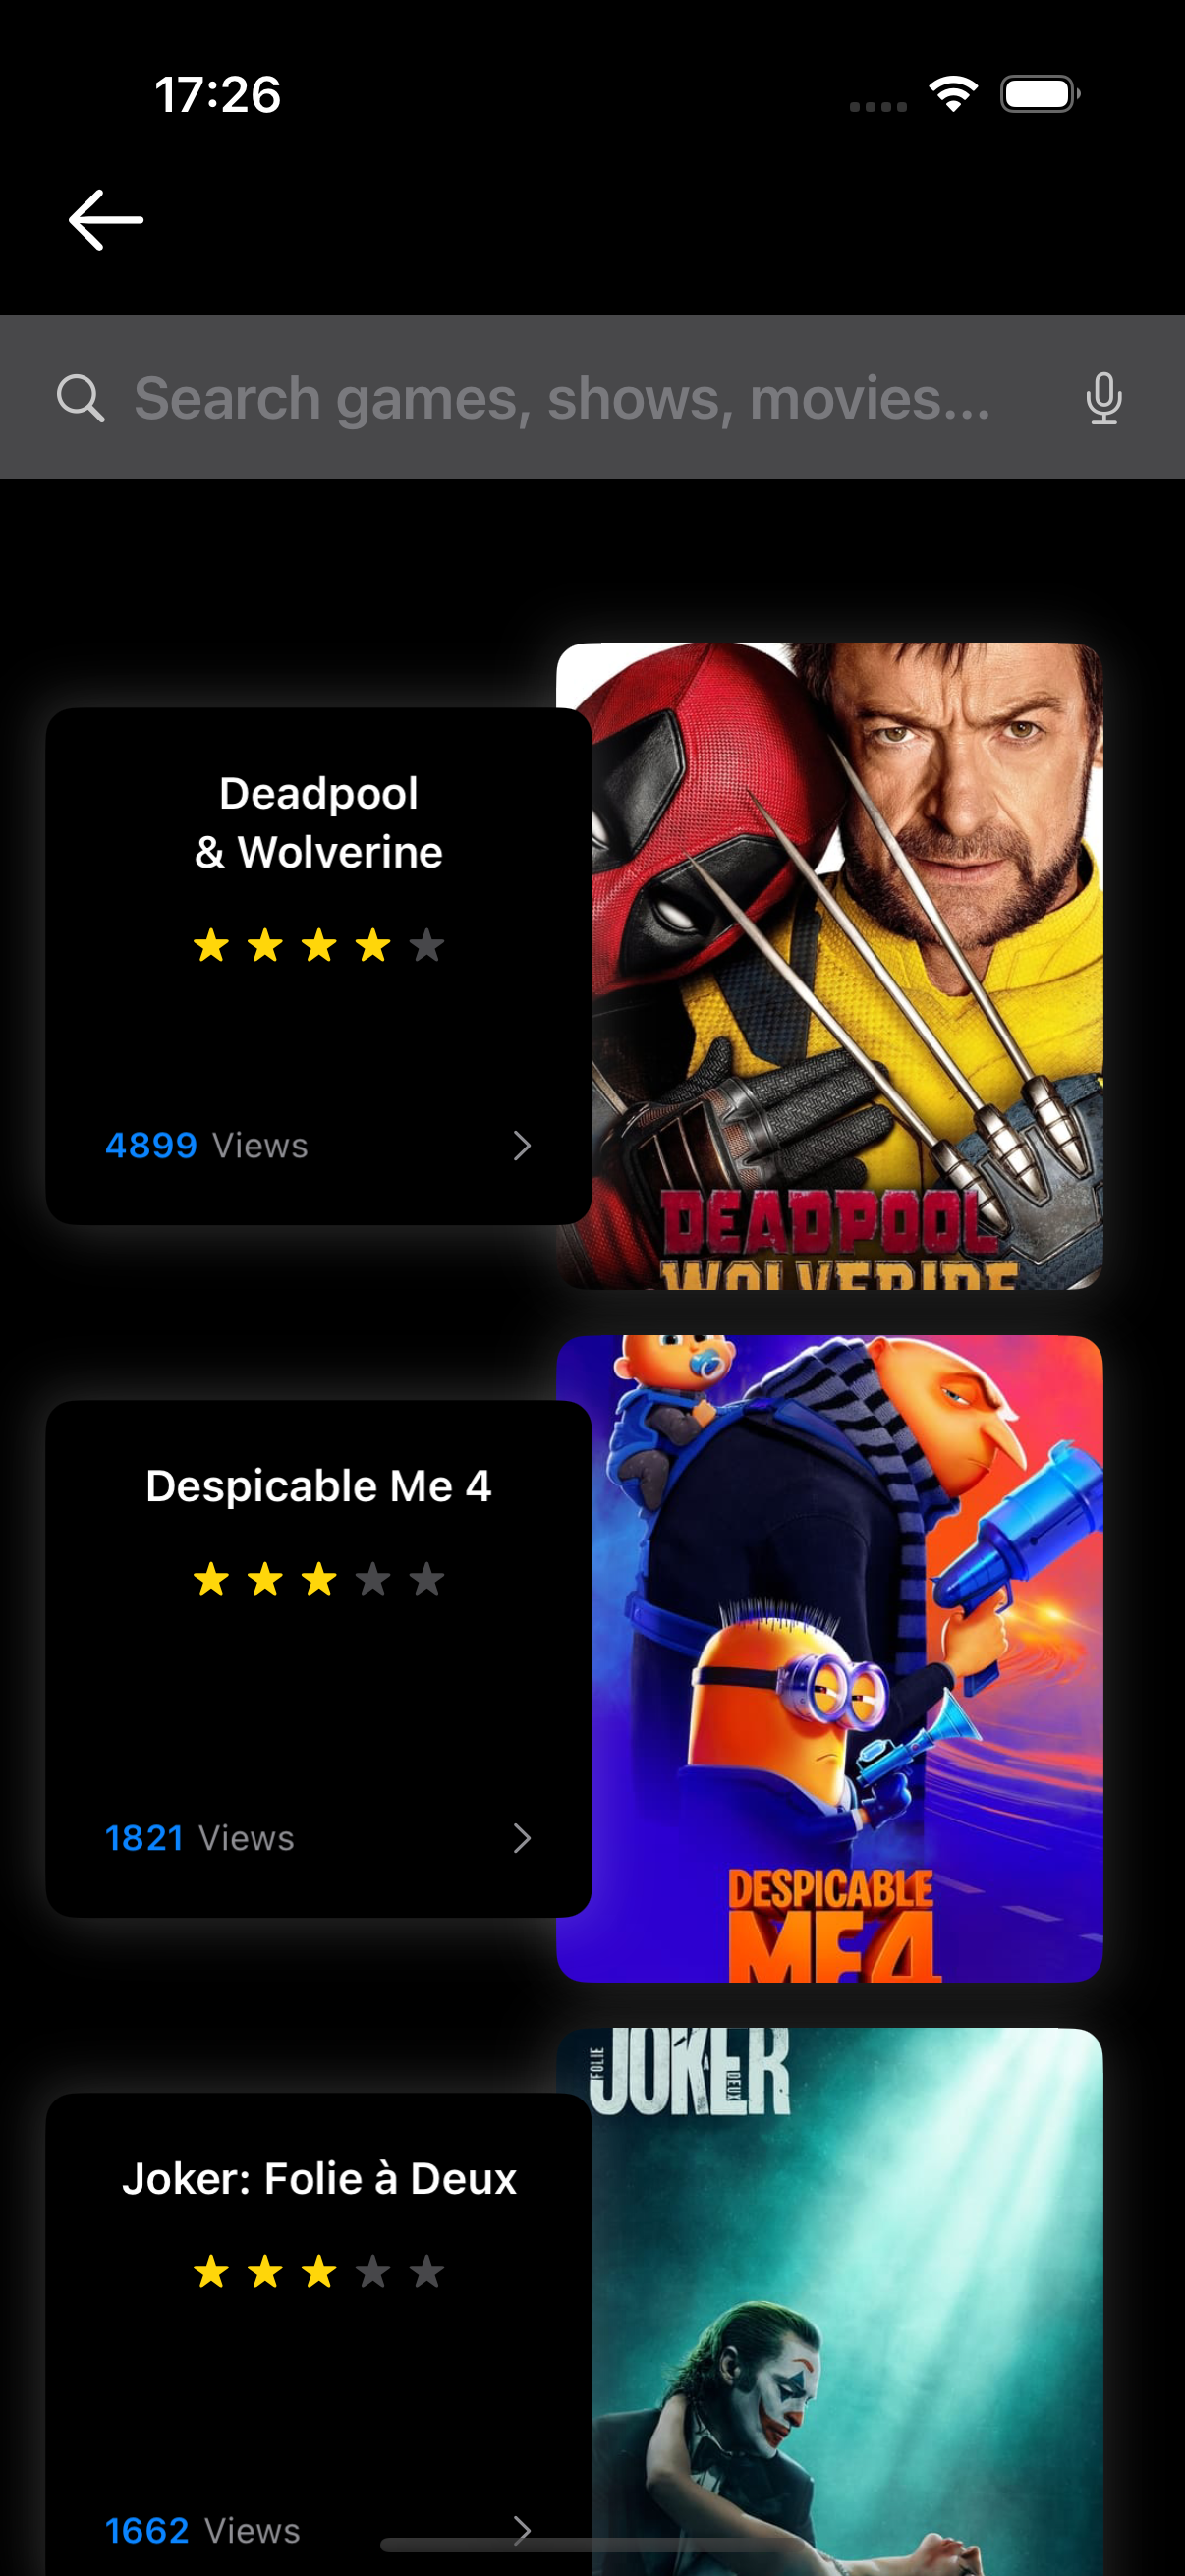 17:26
Search games, shows, movies...
Deadpool
& Wolverine
4899 Views
DEADPOOL
WOLVERINE
Despicable Me 4
1821 Views
DESPICABLE
ME 4
FOLIE
JOKER
À
DEUX
Joker: Folie à Deux
1662 Views